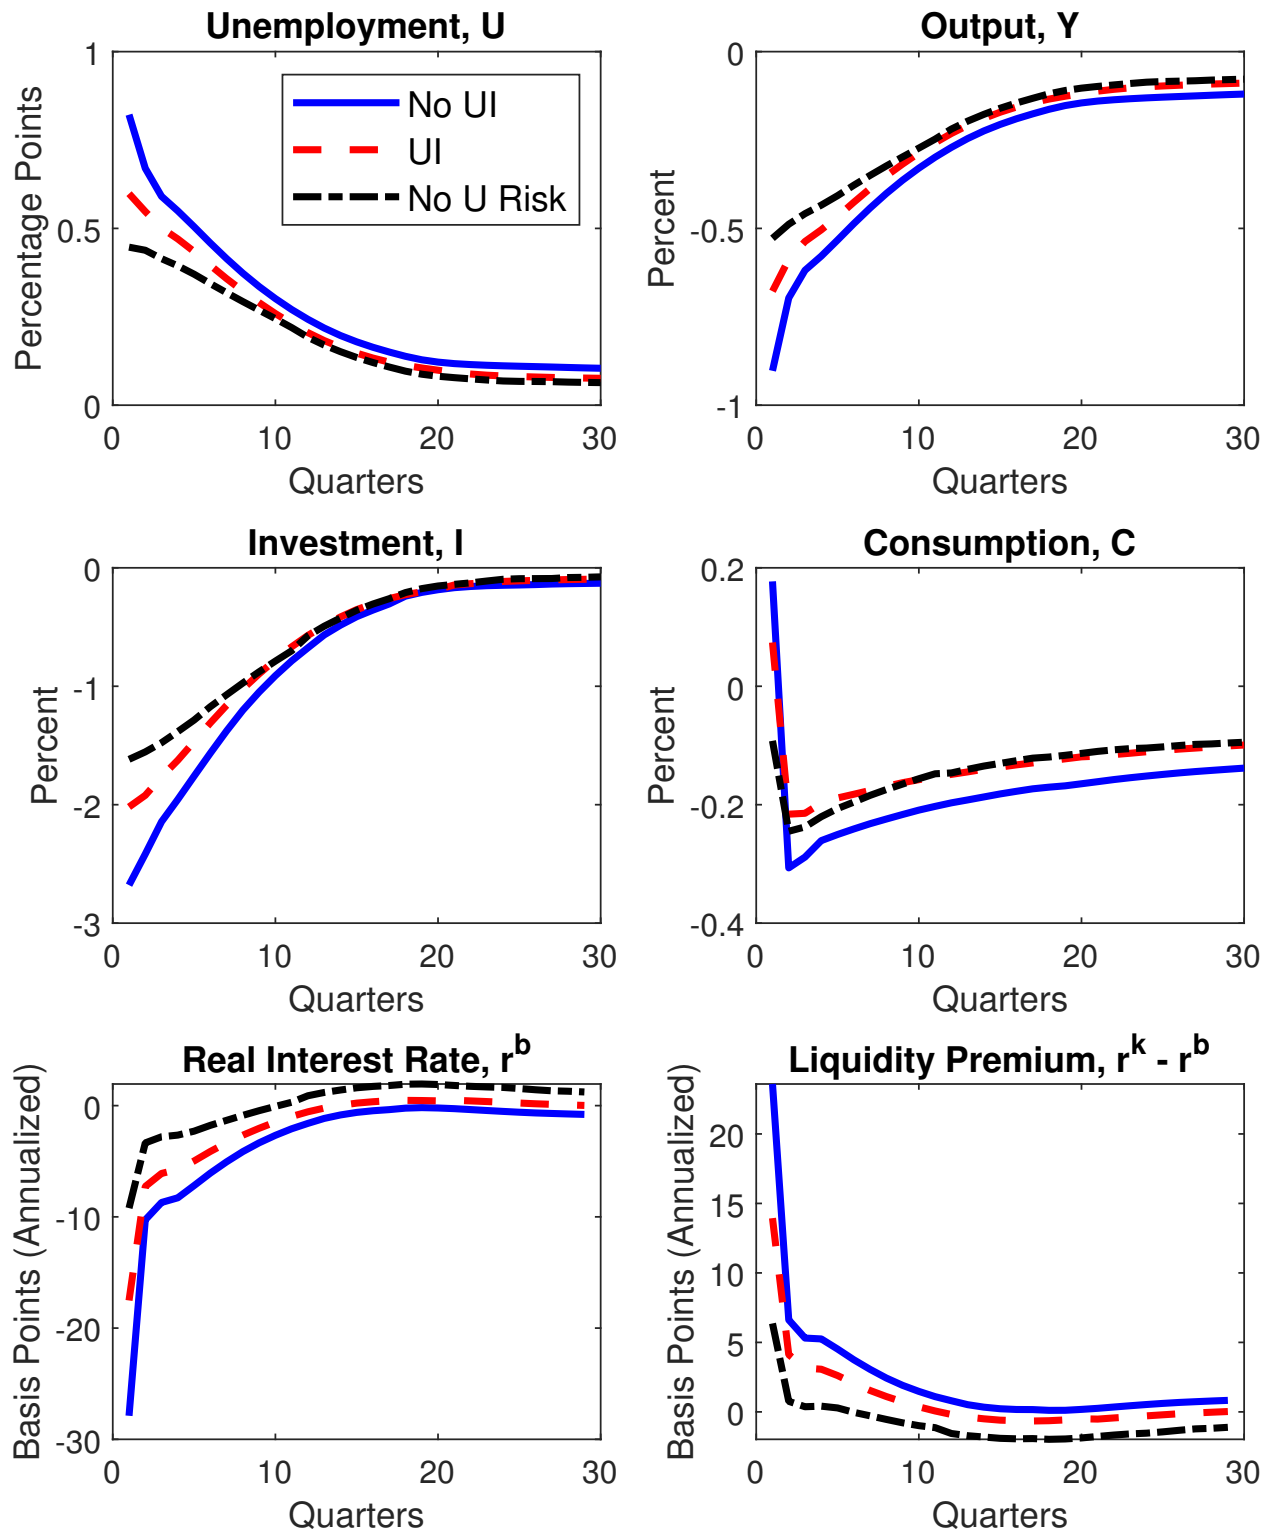 Unemployment, U
Percentage Points
1
0.5
0
No UI
UI
No U Risk
0 10 20 30
Quarters
Output, Y
Percent
0
-0.5
-1
0 10 20 30
Quarters
Investment, I
Percent
0
-1
-2
-3
0 10 20 30
Quarters
Consumption, C
Percent
0.2
0
-0.2
-0.4
0 10 20 30
Quarters
Real Interest Rate, r^b
Basis Points (Annualized)
0
-10
-20
-30
0 10 20 30
Quarters
Liquidity Premium, r^k - r^b
Basis Points (Annualized)
20
15
10
5
0
0 10 20 30
Quarters